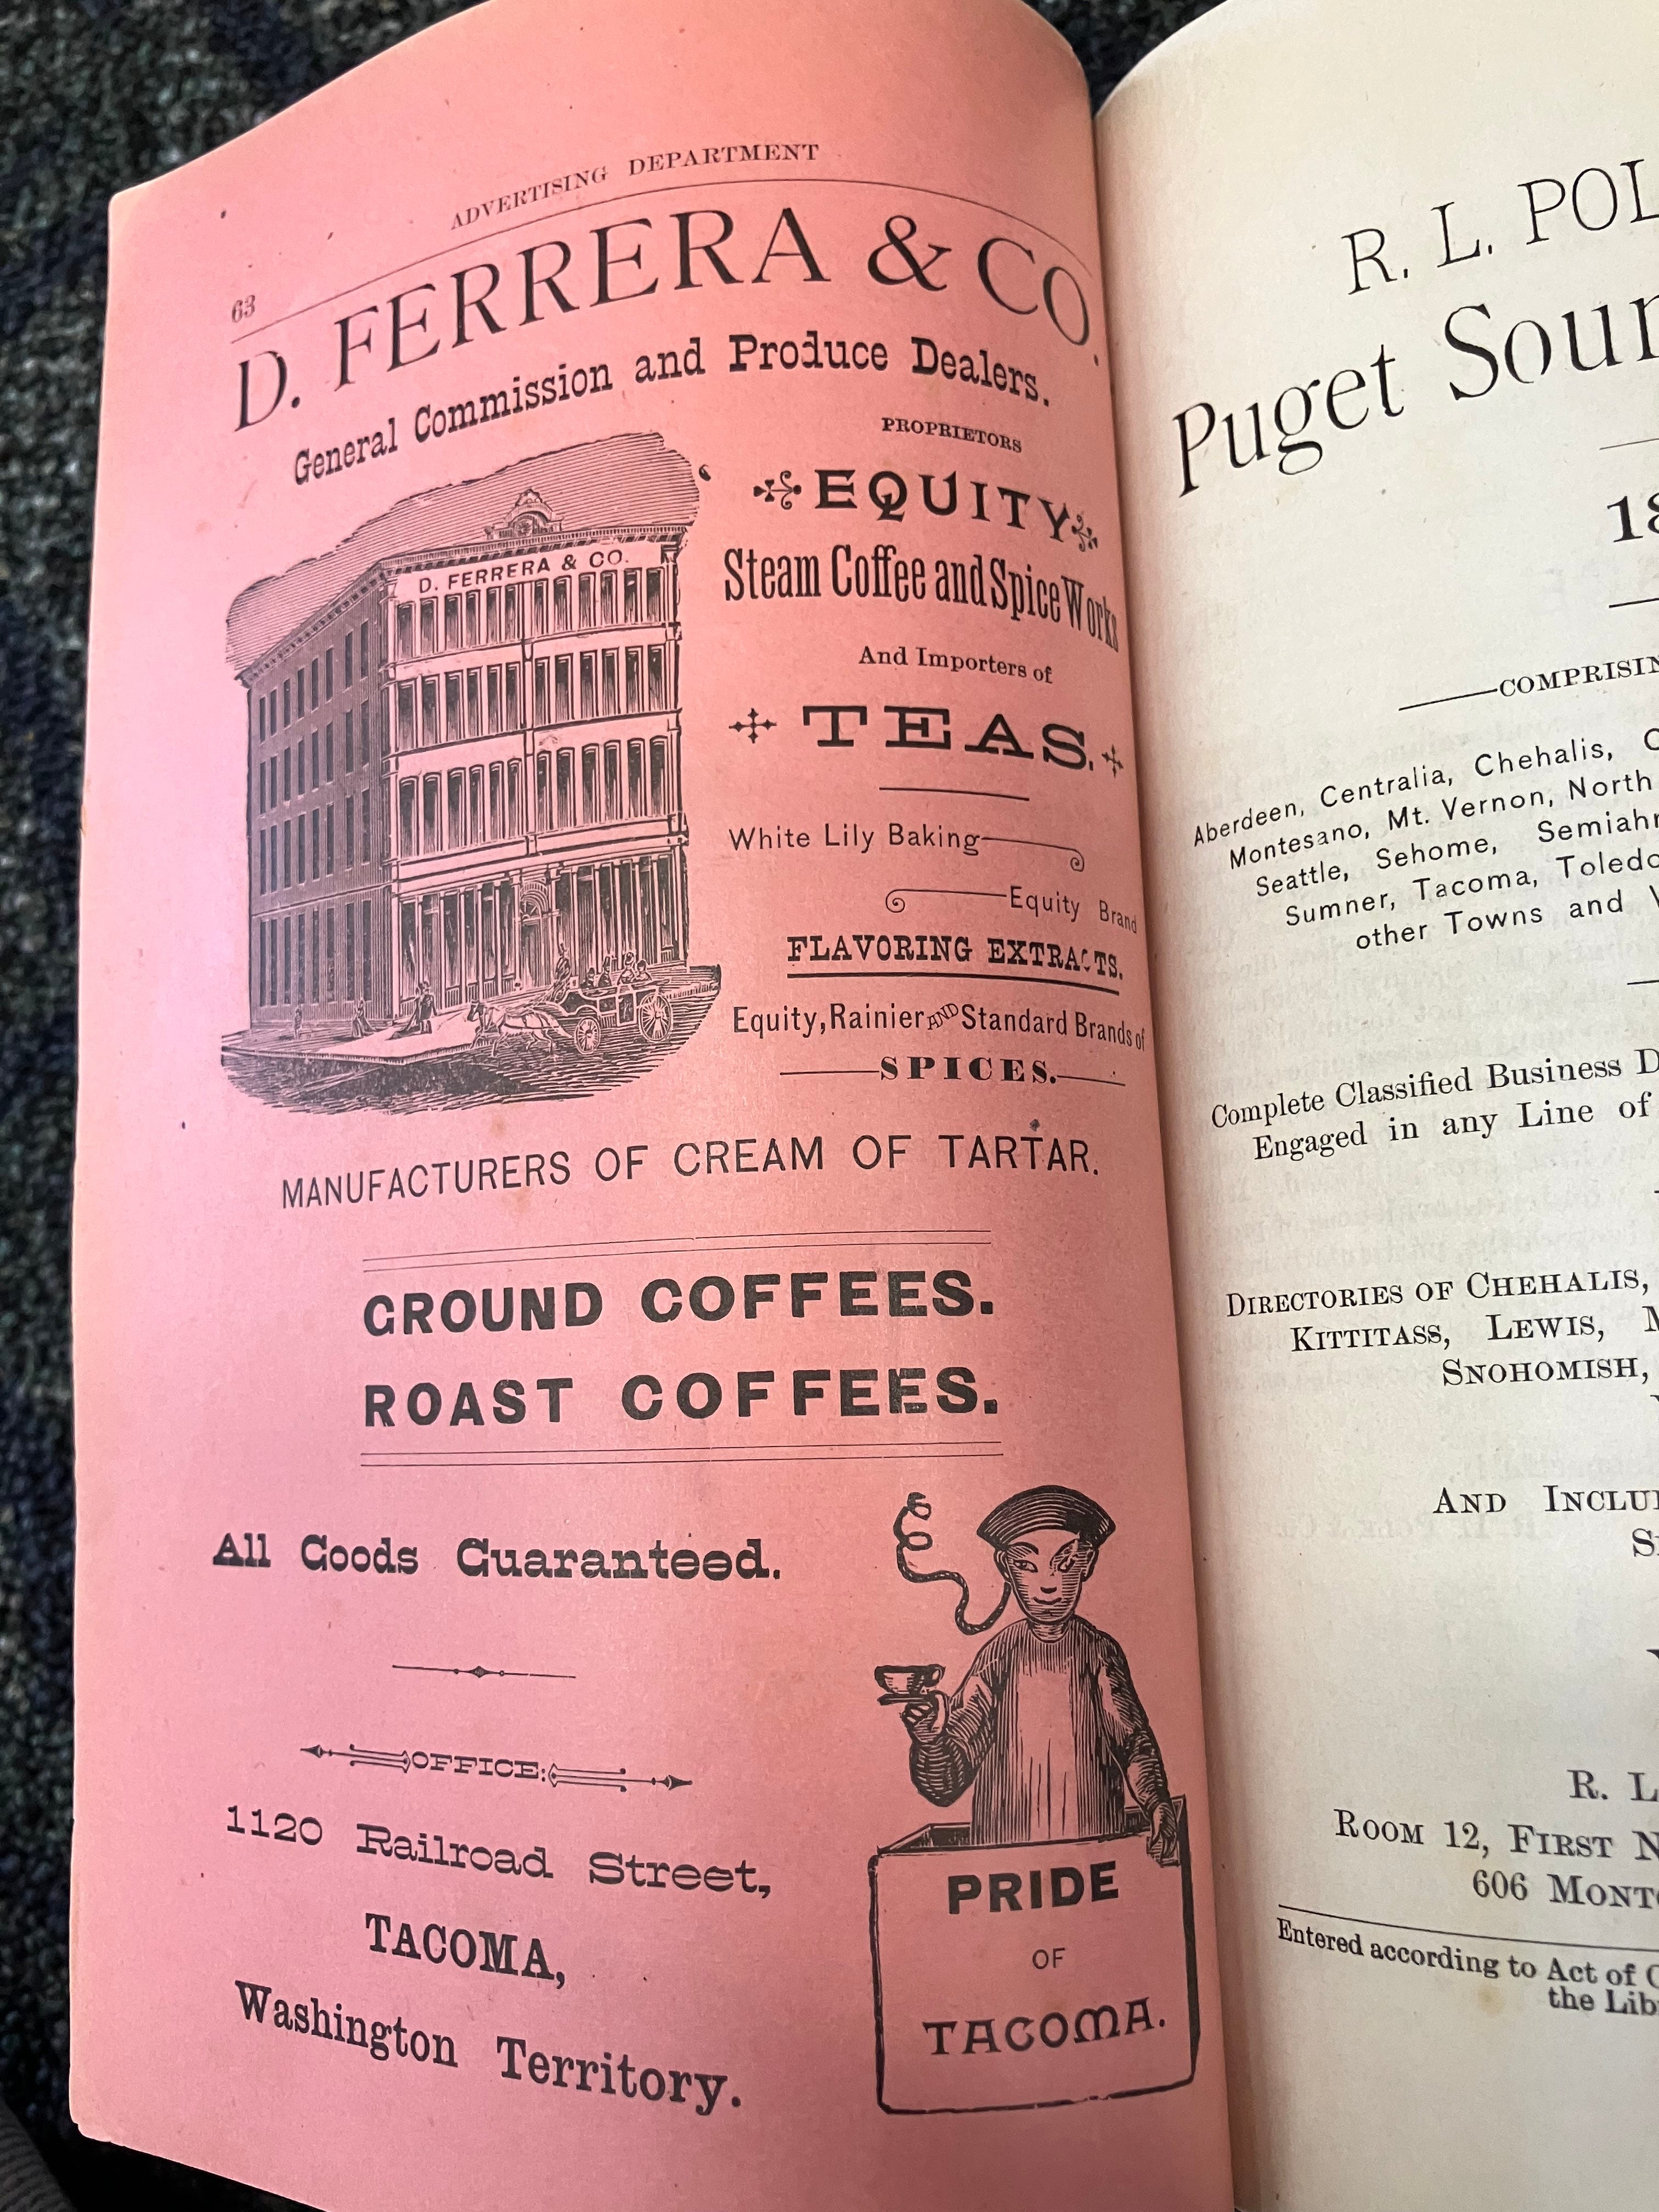 ADVERTISING DEPARTMENT
63
D. FERRERA & CO.
General Commission and Produce Dealers.
D. FERRERA & CO.
PROPRIETORS
EQUITY
Steam Coffee and Spice Works
And Importers of
TEAS.
White Lily Baking
Equity Brand
FLAVORING EXTRACTS.
Equity, Rainier AND Standard Brands of
SPICES.
MANUFACTURERS OF CREAM OF TARTAR.
GROUND COFFEES.
ROAST COFFEES.
All Goods Guaranteed.
OFFICE:
1120 Railroad Street,
TACOMA,
Washington Territory.
PRIDE
OF
TACOMA.
R. L. POL
Puget Soun
18
COMPRISIN
Aberdeen, Centralia, Chehalis, C
Montesano, Mt. Vernon, North
Seattle, Sehome, Semiahm
Sumner, Tacoma, Toledo
other Towns and V
Complete Classified Business D
Engaged in any Line of
DIRECTORIES OF CHEHALIS,
KITTITASS, LEWIS, M
SNOHOMISH,
AND INCLU
R. L
ROOM 12, FIRST N
606 MONT
Entered according to Act of C
the Lib